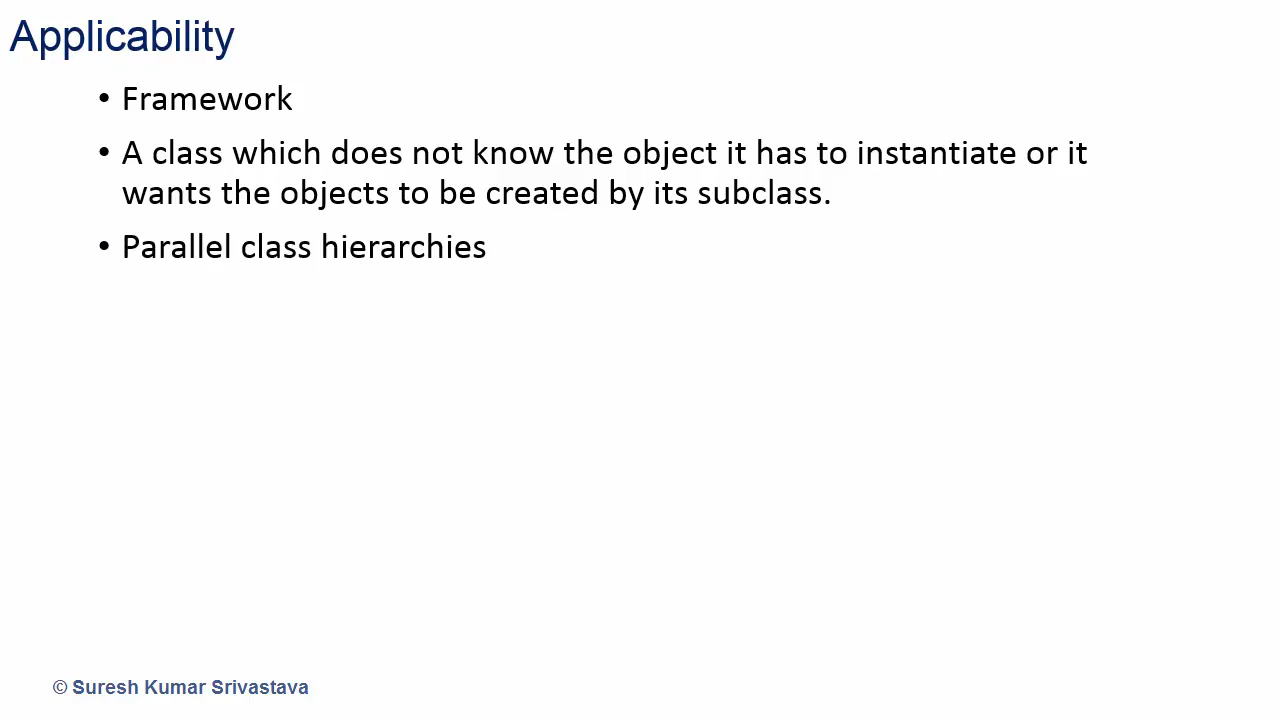 Applicability
• Framework
• A class which does not know the object it has to instantiate or it
wants the objects to be created by its subclass.
• Parallel class hierarchies
© Suresh Kumar Srivastava